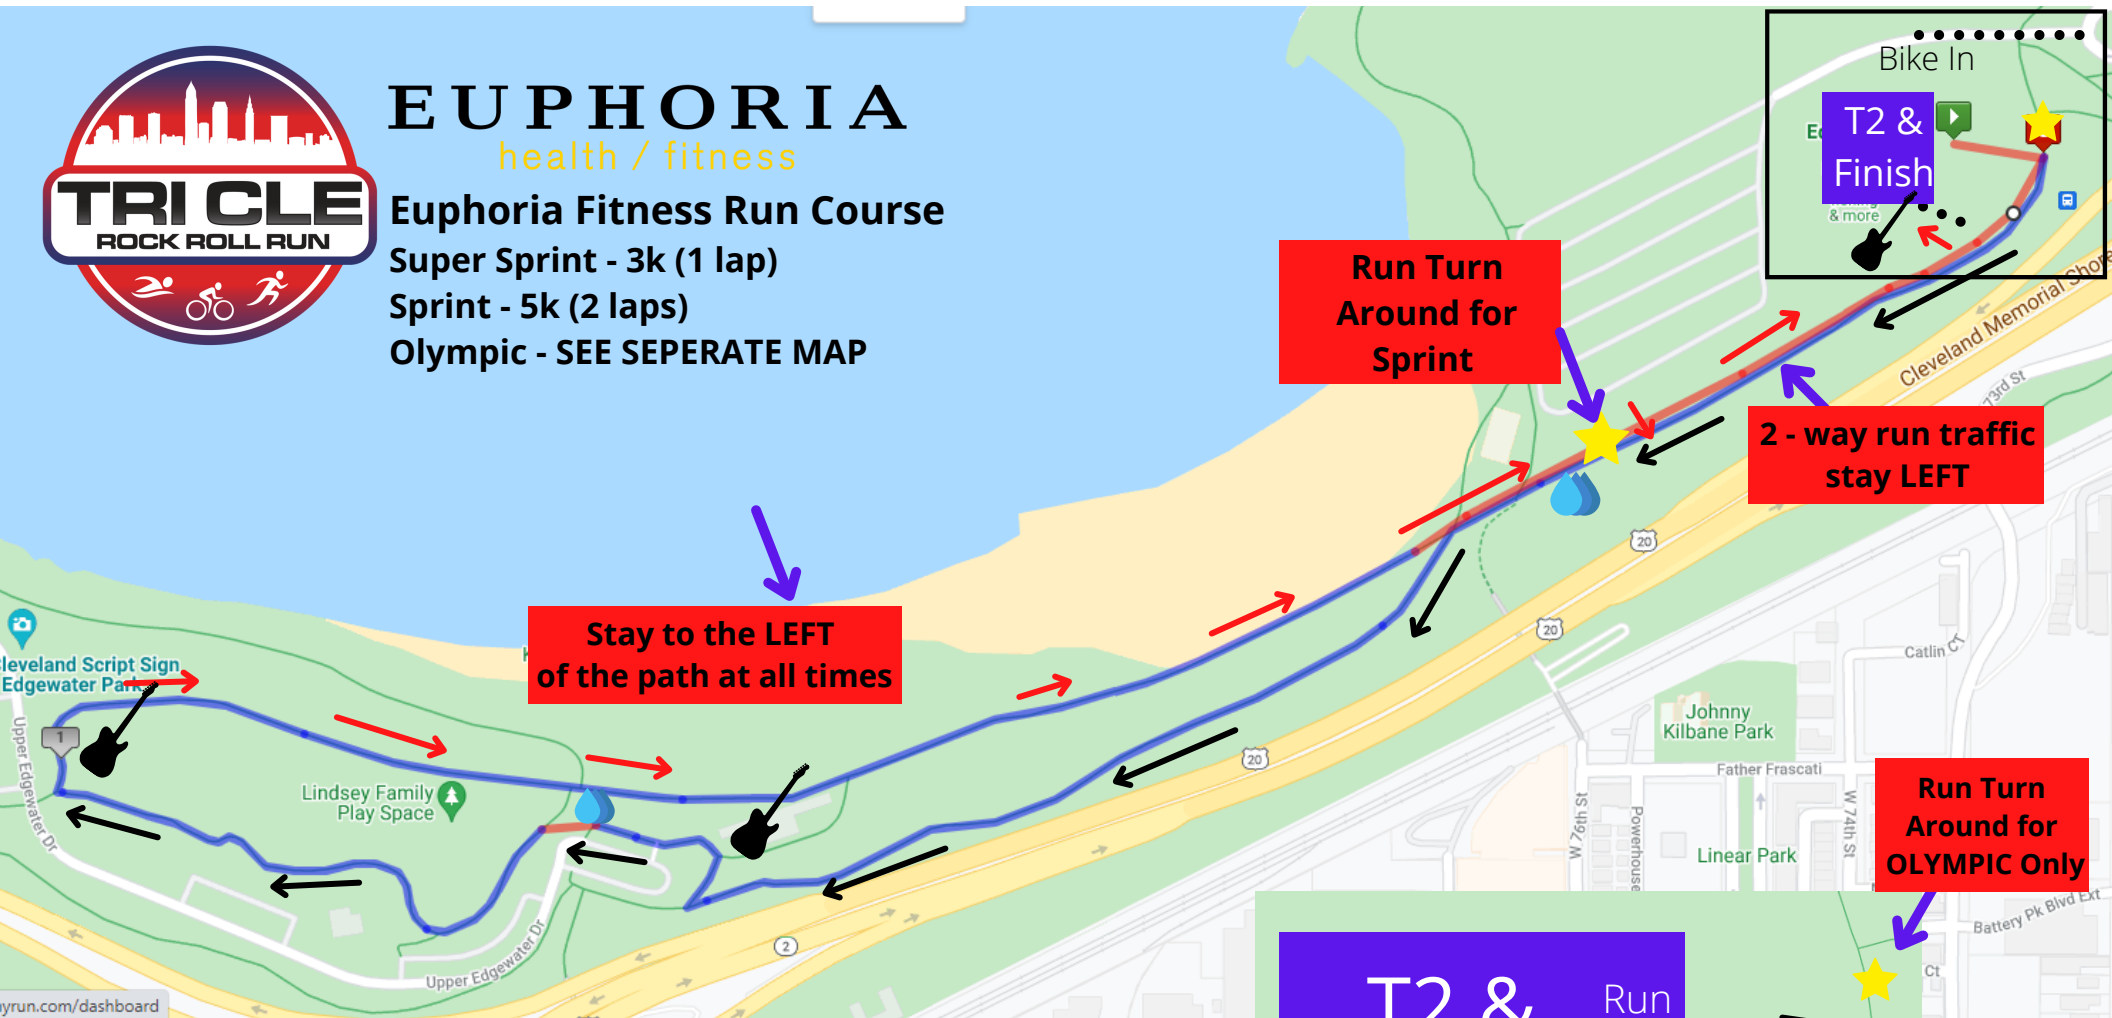 TRI CLE
ROCK ROLL RUN
EUPHORIA
health / fitness
Euphoria Fitness Run Course
Super Sprint - 3k (1 lap)
Sprint - 5k (2 laps)
Olympic - SEE SEPERATE MAP
Bike In
T2 &
Finish
& more
Cleveland Memorial Shore
Run Turn
Around for
Sprint
73rd St
2 - way run traffic
stay LEFT
20
20
20
2
Stay to the LEFT
of the path at all times
leveland Script Sign
Edgewater Park
1
Upper Edgewater Dr
Lindsey Family
Play Space
Upper Edgewater Dr
Catlin CT
Johnny
Kilbane Park
Father Frascati
W 76th St
Powerhouse
W 74th St
Linear Park
Run Turn
Around for
OLYMPIC Only
Battery Pk Blvd Ext
Ct
T2 &
Run
yrun.com/dashboard